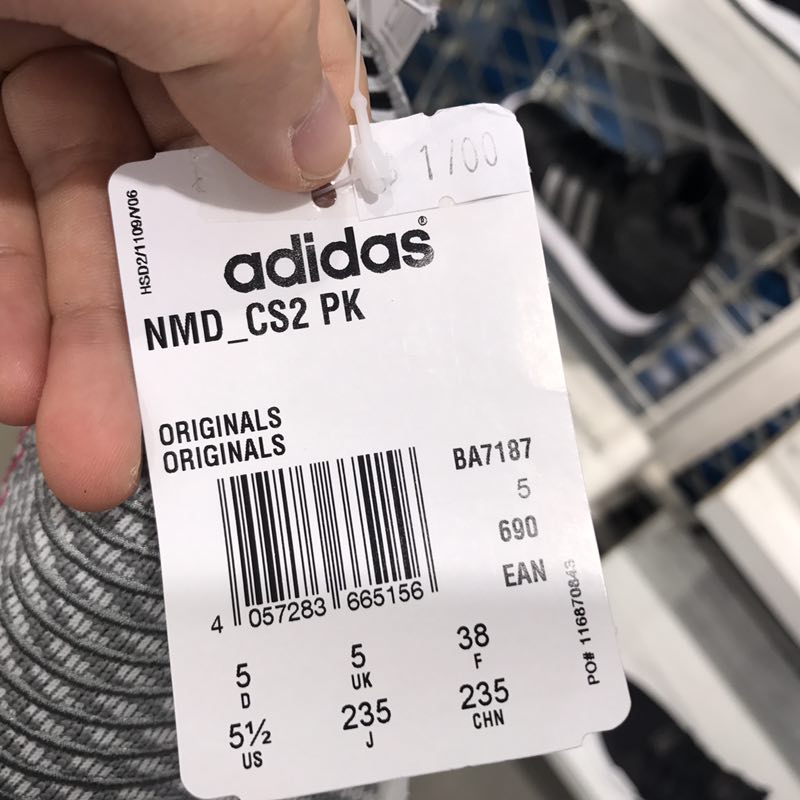 1/00
HSD2/1109/V06
adidas®
NMD_CS2 PK
ORIGINALS
ORIGINALS
BA7187
5
690
EAN
4 057283 665156
PO# 116870843
5 5 38
D UK F
5½ 235 235
US J CHN